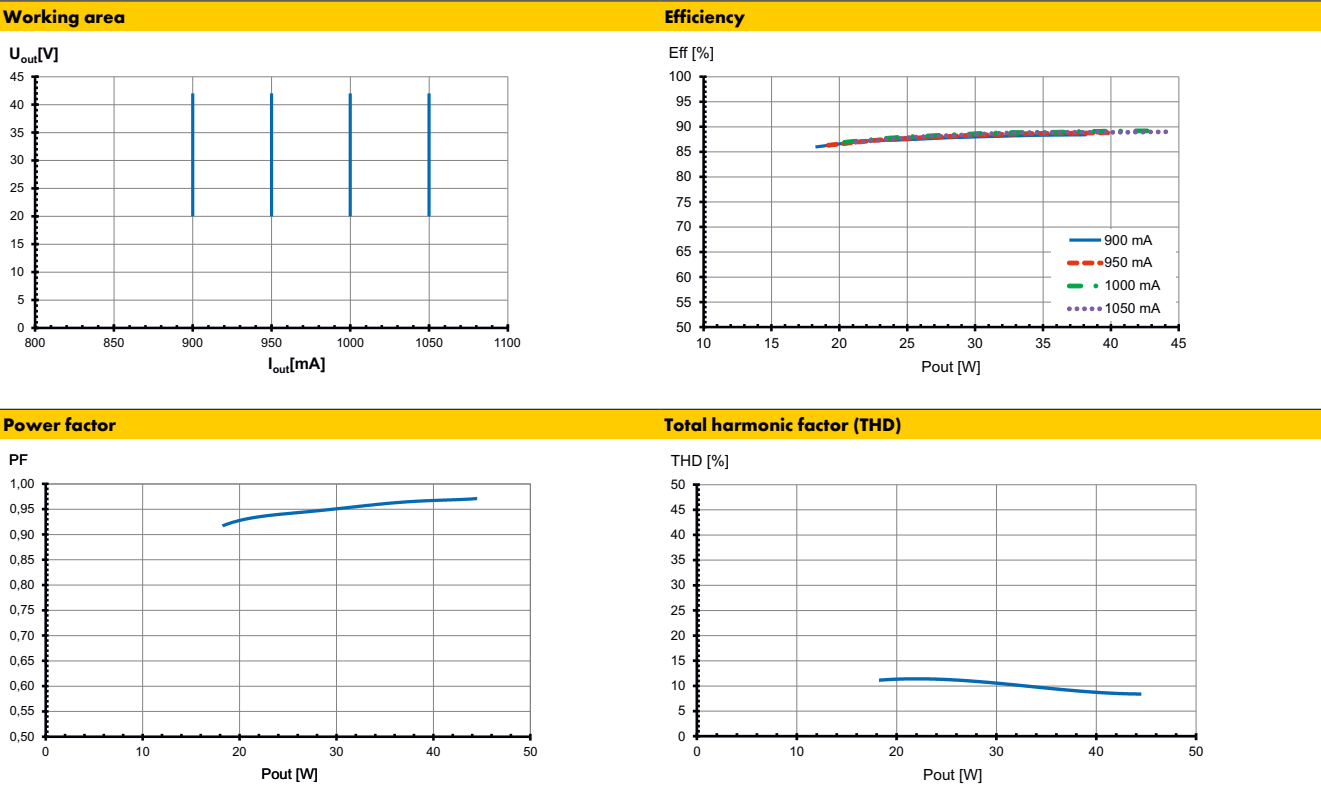 Working area
U_out[V]
45
40
35
30
25
20
15
10
5
0
800 850 900 950 1000 1050 1100
I_out[mA]
Efficiency
Eff [%]
100
95
90
85
80
75
70
65
60
55
50
900 mA
950 mA
1000 mA
1050 mA
10 15 20 25 30 35 40 45
Pout [W]
Power factor
PF
1,00
0,95
0,90
0,85
0,80
0,75
0,70
0,65
0,60
0,55
0,50
0 10 20 30 40 50
Pout [W]
Total harmonic factor (THD)
THD [%]
50
45
40
35
30
25
20
15
10
5
0
0 10 20 30 40 50
Pout [W]